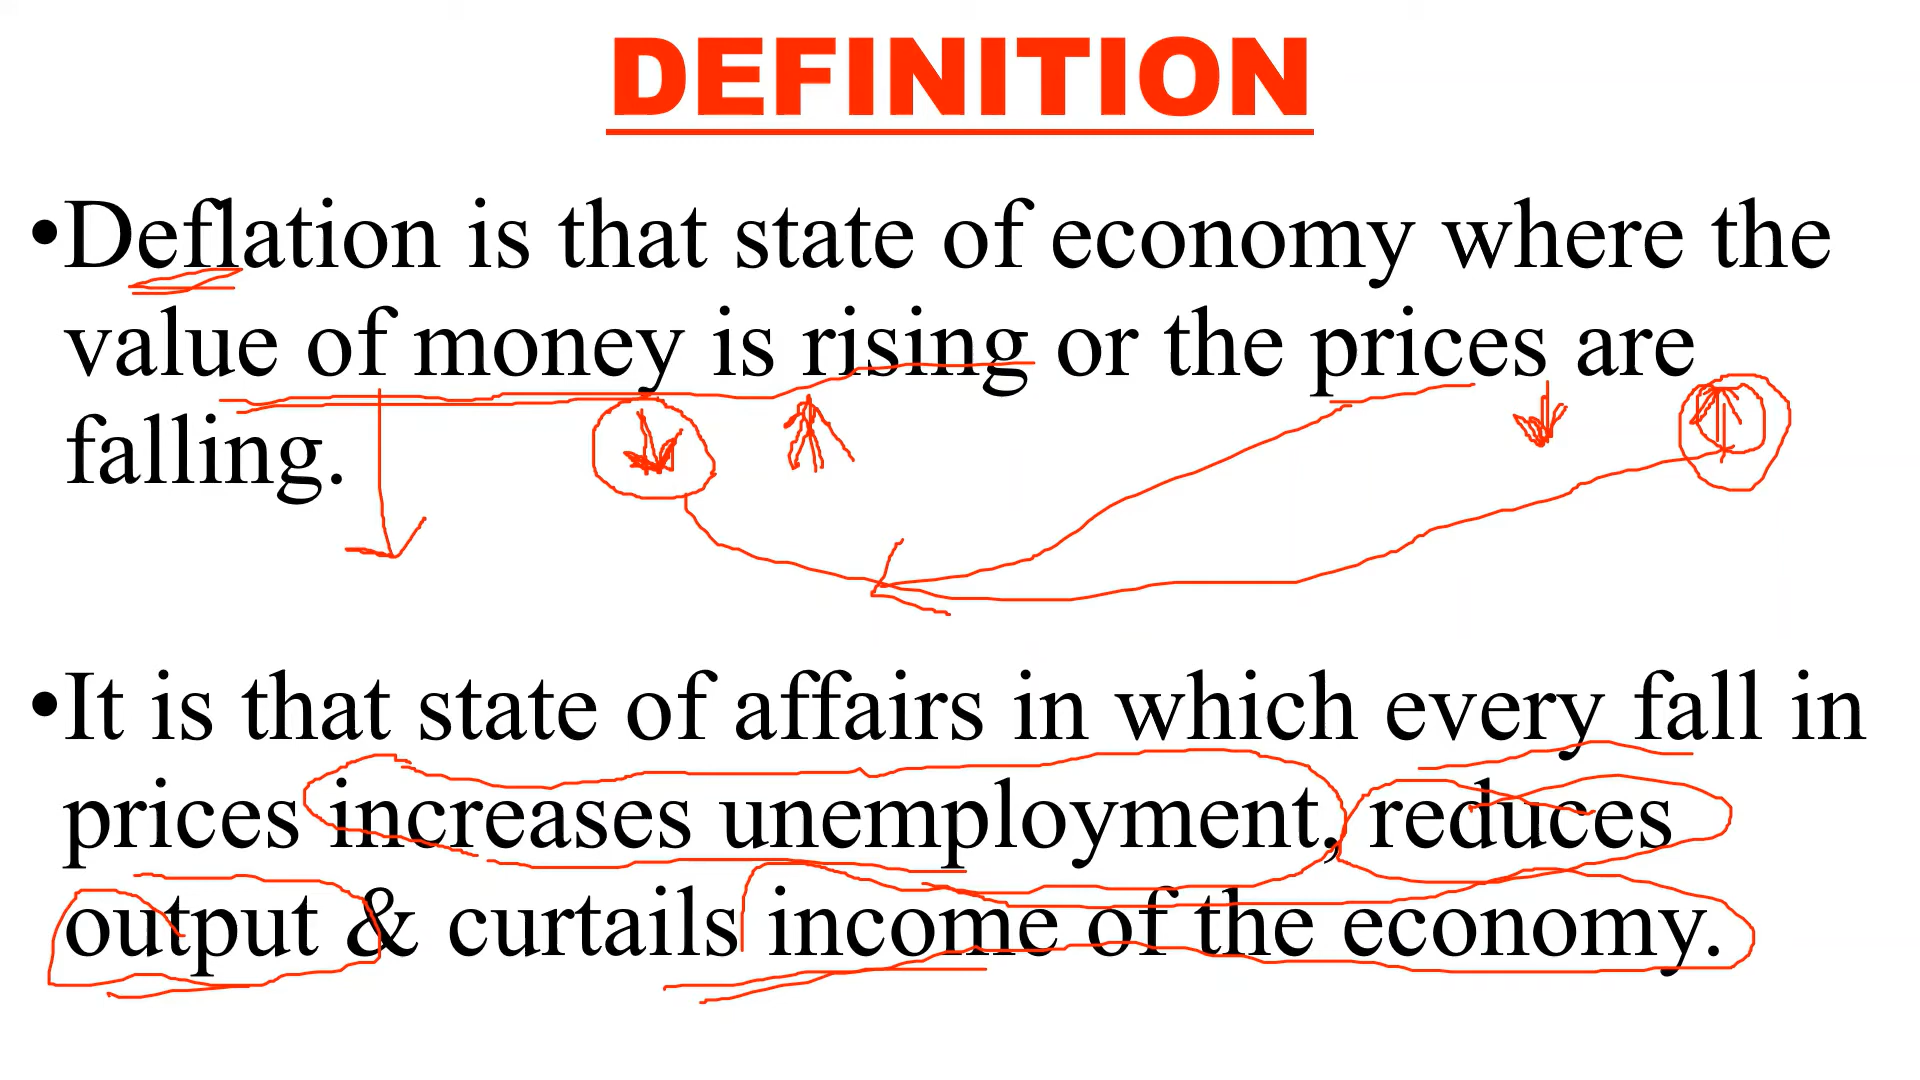 DEFINITION
•Deflation is that state of economy where the
value of money is rising or the prices are
falling.
•It is that state of affairs in which every fall in
prices increases unemployment, reduces
output & curtails income of the economy.